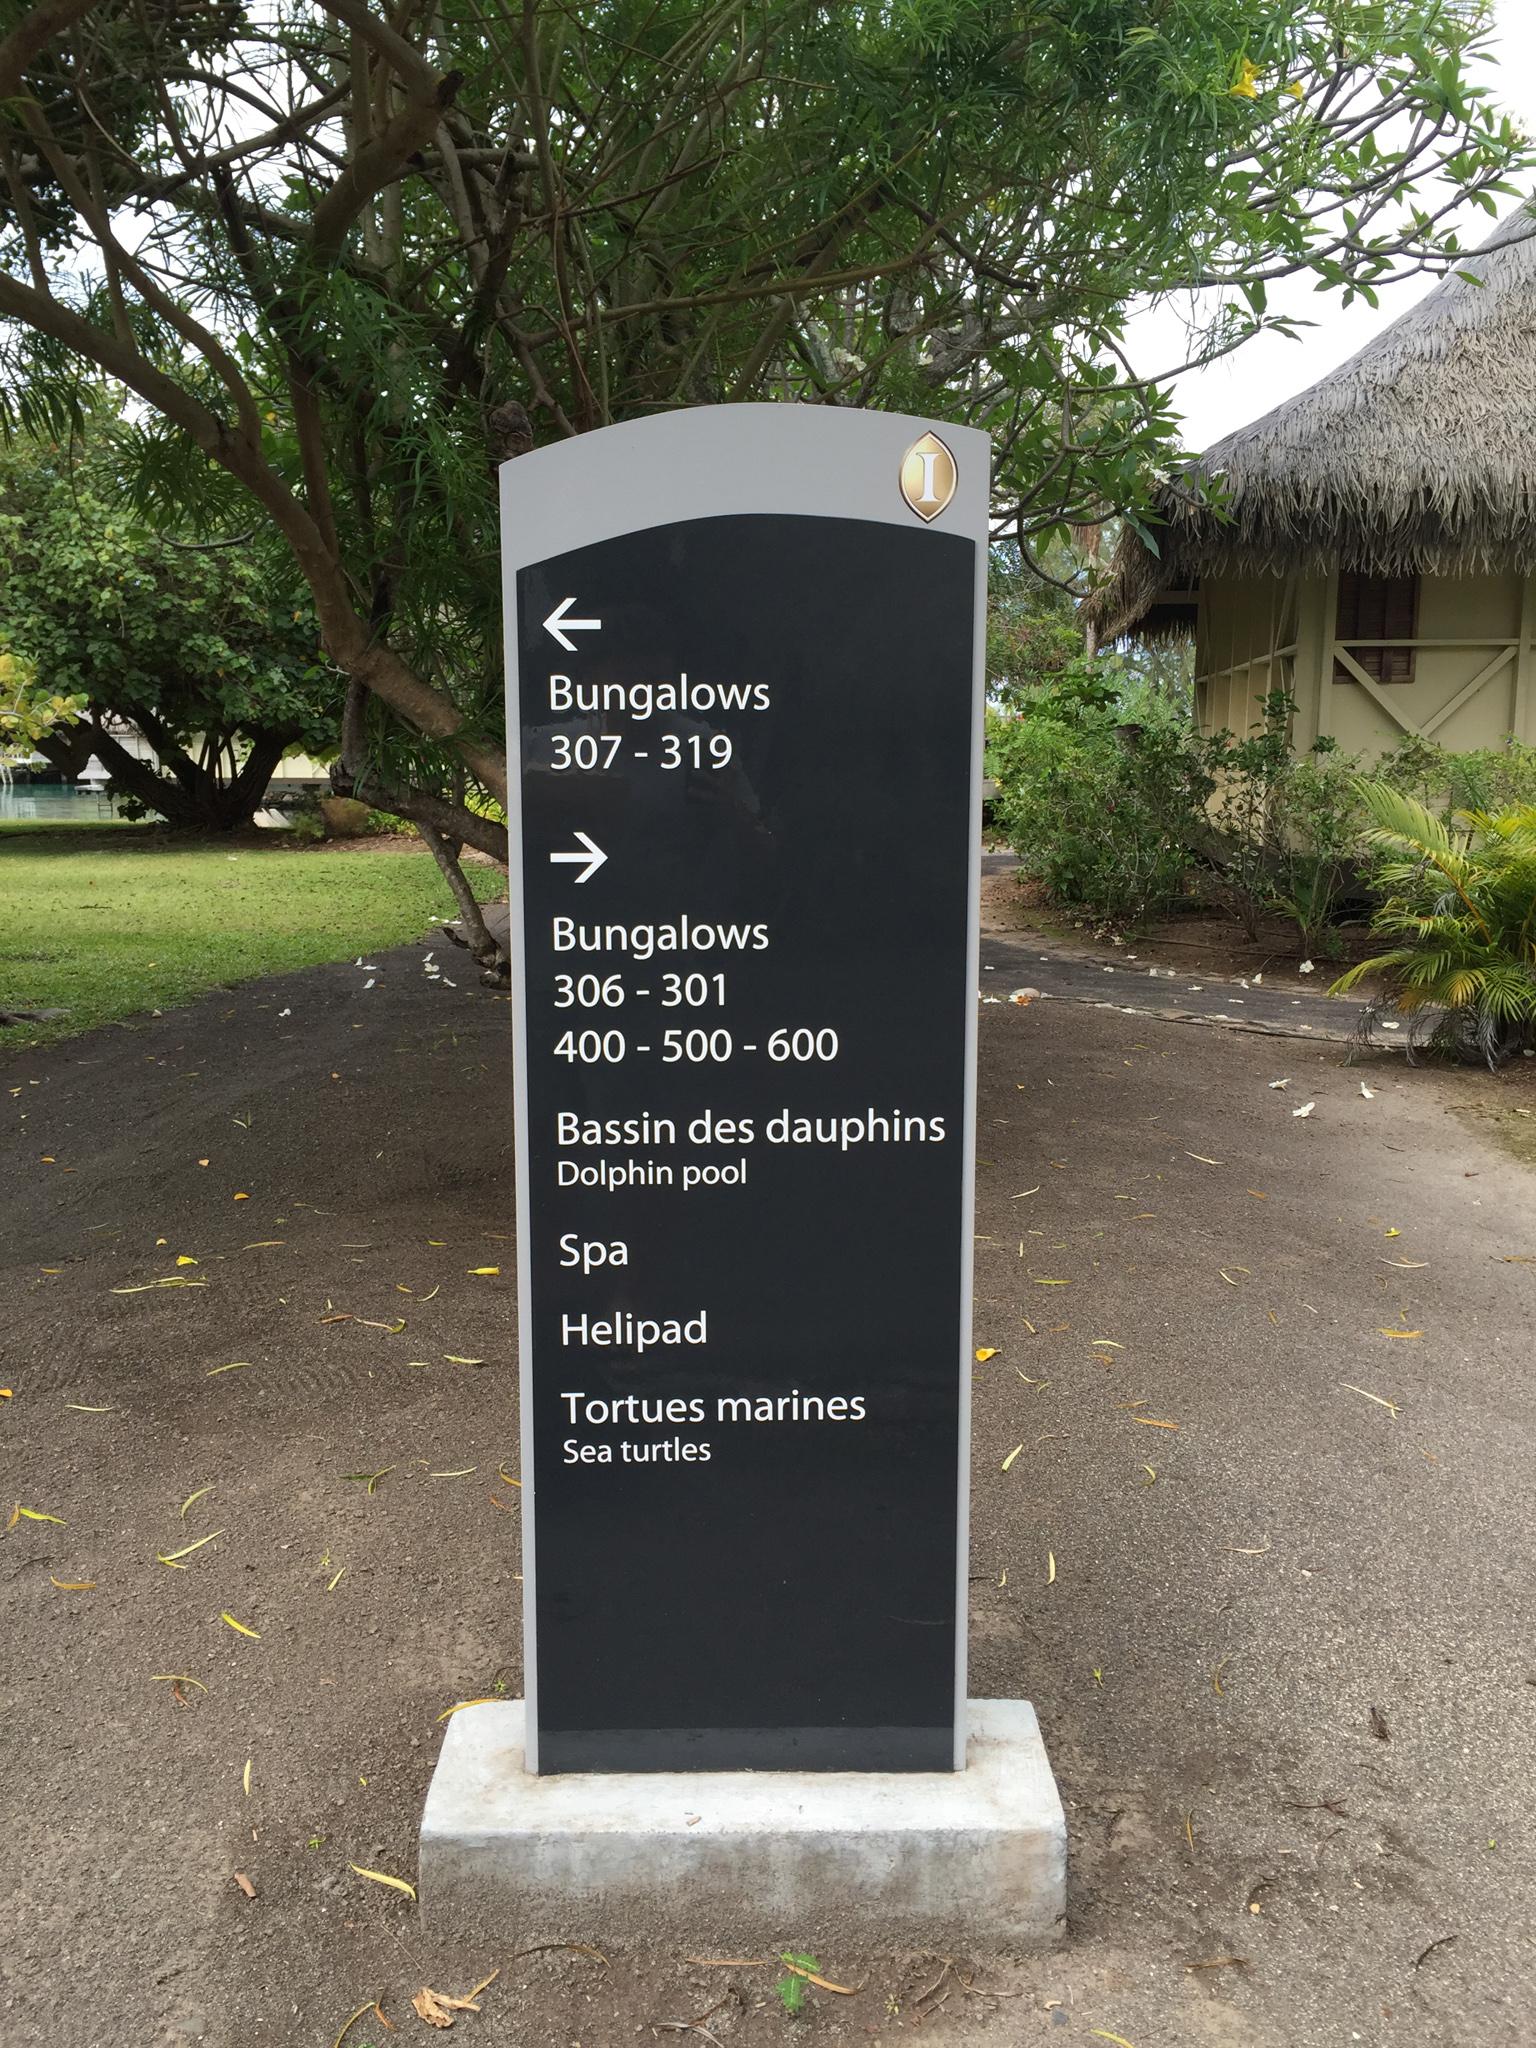 I
←
Bungalows
307 - 319
→
Bungalows
306 - 301
400 - 500 - 600
Bassin des dauphins
Dolphin pool
Spa
Helipad
Tortues marines
Sea turtles